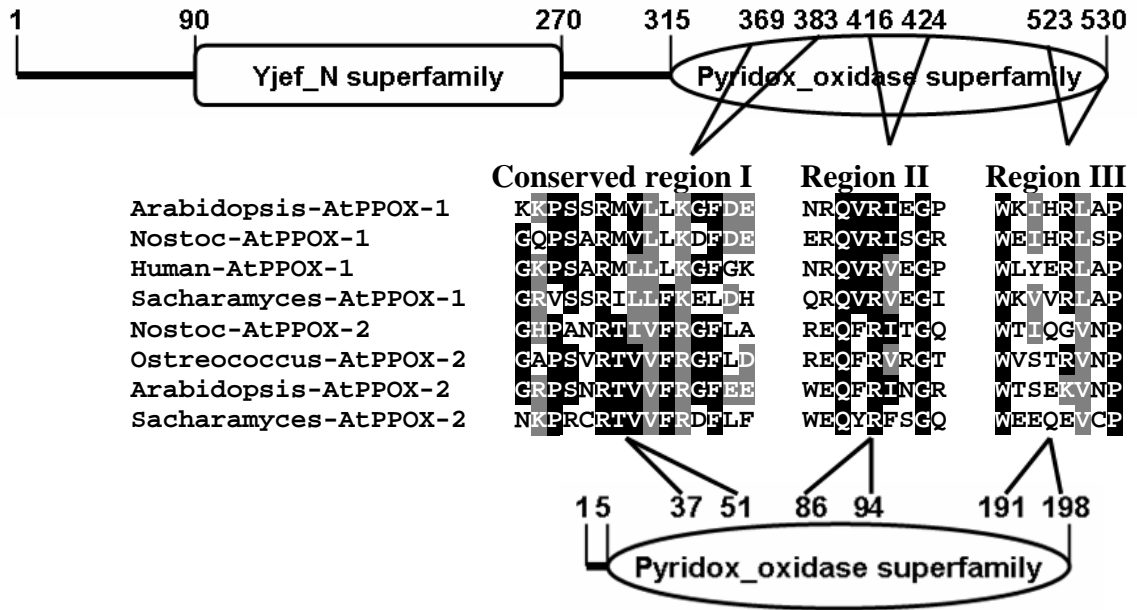 1 90 270 315 369 383 416 424 523 530
Yjef_N superfamily Pyridox_oxidase superfamily
Conserved region I Region II Region III
Arabidopsis-AtPPOX-1 KKPSSRMVLLKGFDE NRQVRIEGP WKIHRLAP
Nostoc-AtPPOX-1 GQPSARMVLLKDFDE ERQVRISGR WEIHRLSP
Human-AtPPOX-1 GKPSARMLLLKGFGK NRQVRVEGP WLYERLAP
Sacharamyces-AtPPOX-1 GRVSSRILLFKELDH QRQVRVEGI WKVVRLAP
Nostoc-AtPPOX-2 GHPANRTIVFRGFLA REQFRITGQ WTIQGVNP
Ostreococcus-AtPPOX-2 GAPSVRTVVFRGFLD REQFRVRGT WVSTRVNP
Arabidopsis-AtPPOX-2 GRPSNRTVVFRGFEE WEQFRINGR WTSEKVNP
Sacharamyces-AtPPOX-2 NKPRCRTVVFRDFLF WEQYRFSGQ WEEQEVCP
1 5 37 51 86 94 191 198
Pyridox_oxidase superfamily